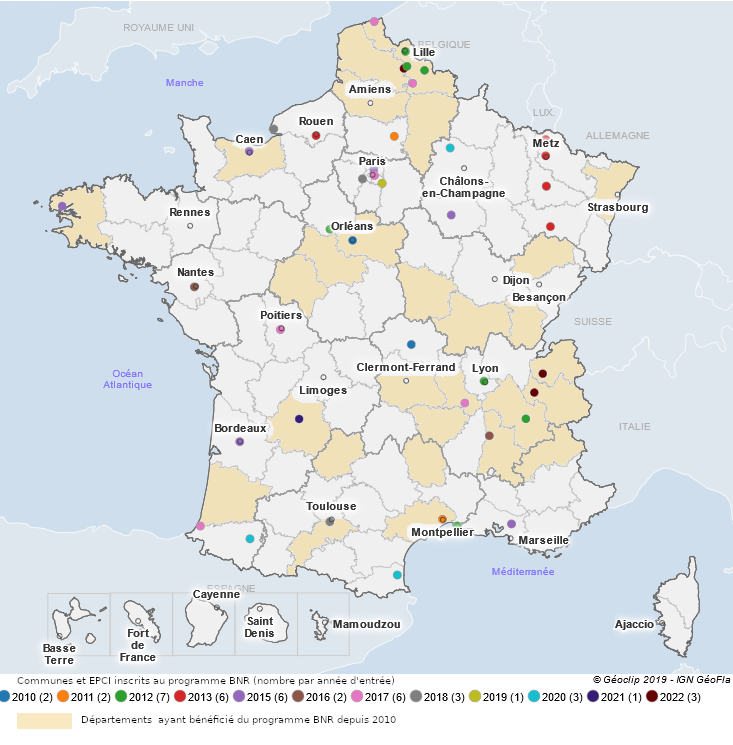 ROYAUME UNI
BELGIQUE
Lille
Manche
Amiens
LUX.
Rouen
ALLEMAGNE
Caen
Metz
Paris
Châlons-
en-Champagne
Strasbourg
Rennes
Orléans
Nantes
Dijon
Besançon
Poitiers
SUISSE
Océan
Atlantique
Clermont-Ferrand
Lyon
Limoges
Bordeaux
ITALIE
Toulouse
Montpellier
Marseille
Méditerranée
ESPAGNE
Cayenne
Saint
Denis
Mamoudzou
Ajaccio
Fort
de
France
Basse
Terre
Communes et EPCI inscrits au programme BNR (nombre par année d'entrée)
© Géoclip 2019 - IGN GéoFla
2010 (2) 2011 (2) 2012 (7) 2013 (6) 2015 (6) 2016 (2) 2017 (6) 2018 (3) 2019 (1) 2020 (3) 2021 (1) 2022 (3)
Départements ayant bénéficié du programme BNR depuis 2010